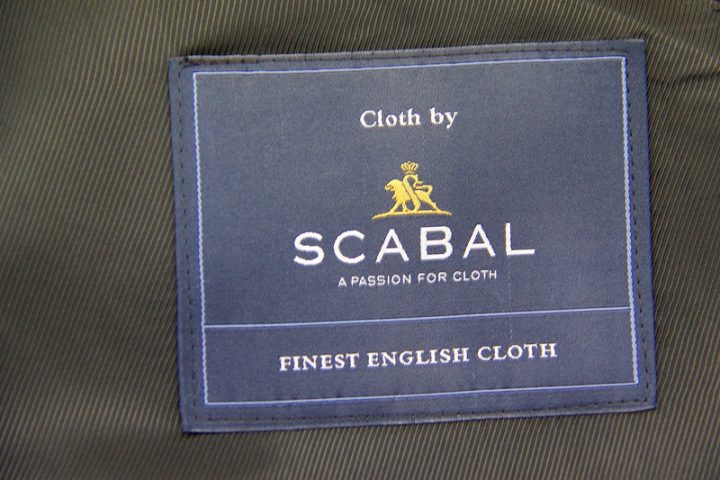 Cloth by
SCABAL
A PASSION FOR CLOTH
FINEST ENGLISH CLOTH